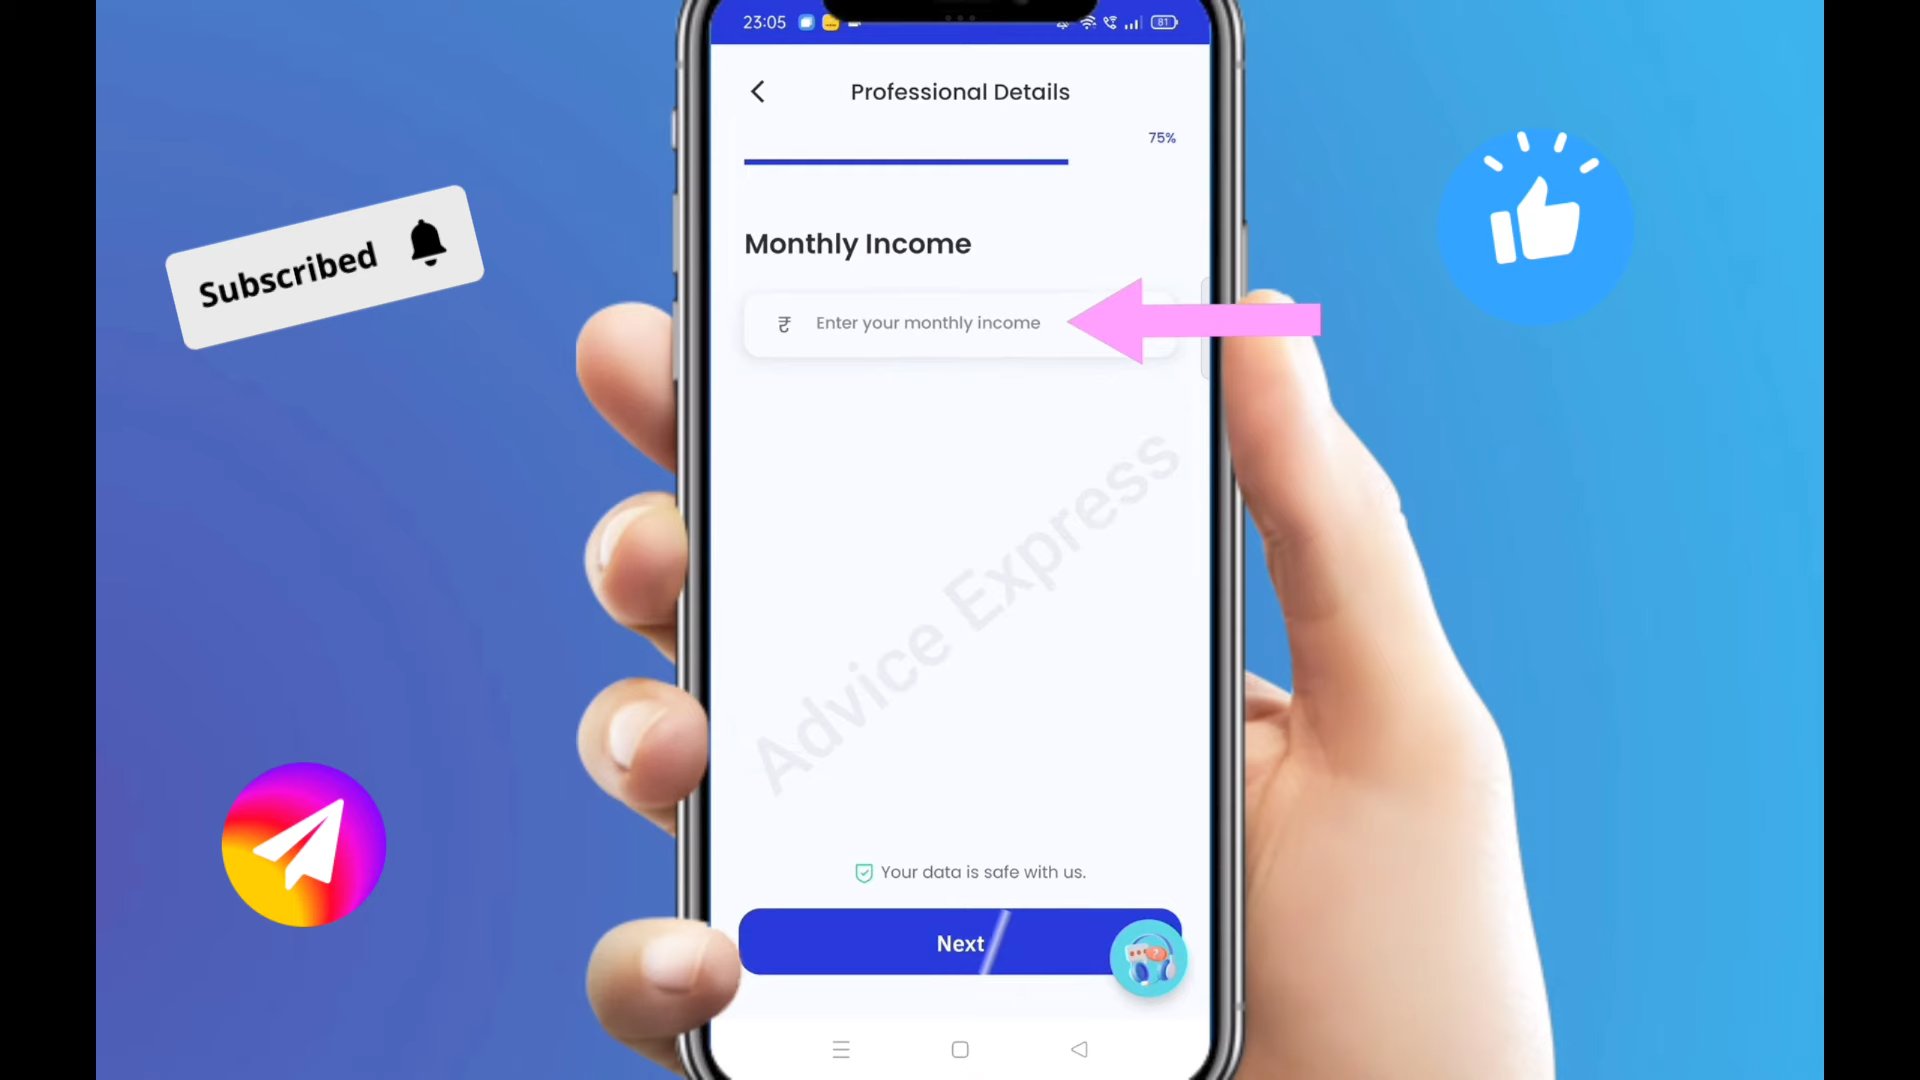 23:05
81
Professional Details
75%
Subscribed
Monthly Income
₹ Enter your monthly income
Advice Express
Your data is safe with us.
Next